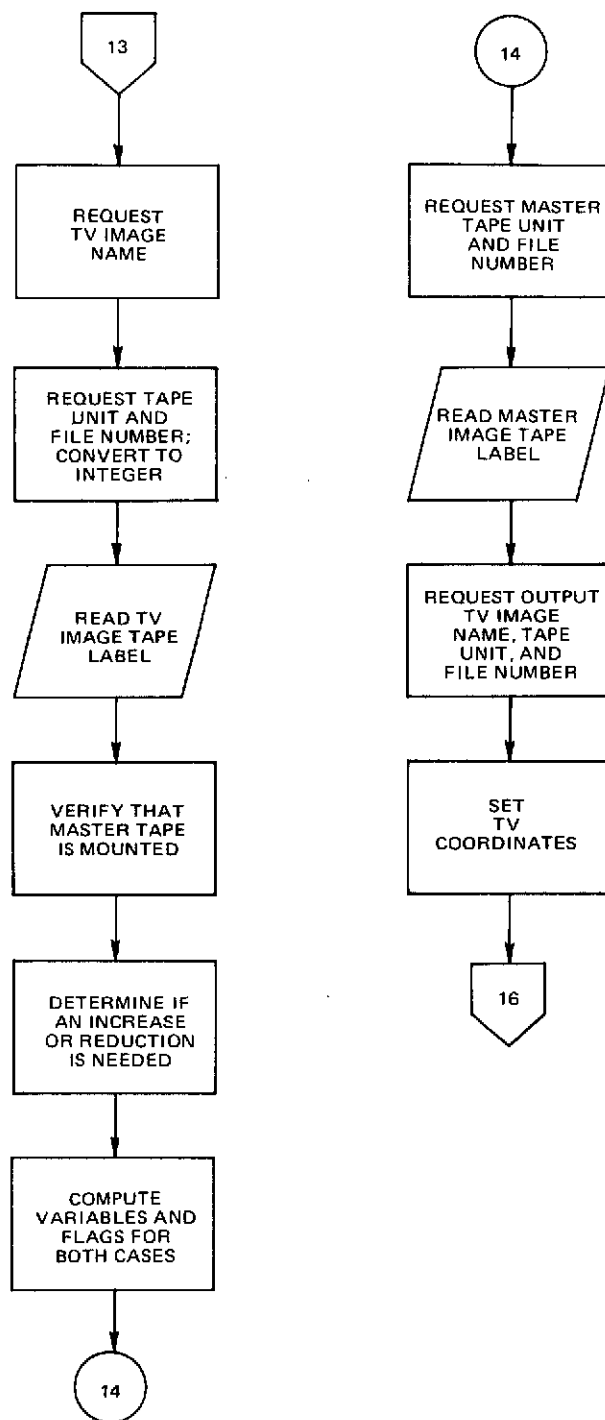 13
REQUEST
TV IMAGE
NAME
REQUEST TAPE
UNIT AND
FILE NUMBER;
CONVERT TO
INTEGER
READ TV
IMAGE TAPE
LABEL
VERIFY THAT
MASTER TAPE
IS MOUNTED
DETERMINE IF
AN INCREASE
OR REDUCTION
IS NEEDED
COMPUTE
VARIABLES AND
FLAGS FOR
BOTH CASES
14
14
REQUEST MASTER
TAPE UNIT
AND FILE
NUMBER
READ MASTER
IMAGE TAPE
LABEL
REQUEST OUTPUT
TV IMAGE
NAME, TAPE
UNIT, AND
FILE NUMBER
SET
TV
COORDINATES
16